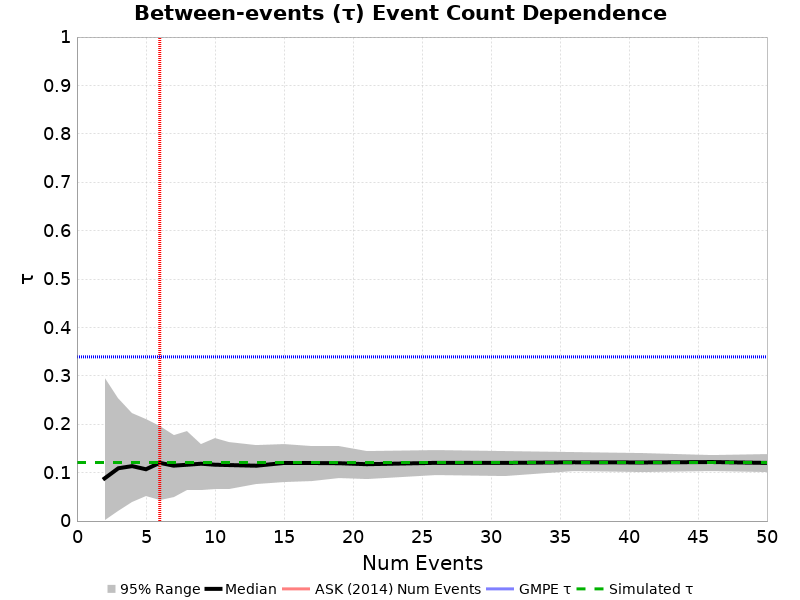 Between-events (τ) Event Count Dependence
1
0.9
0.8
0.7
0.6
0.5
0.4
0.3
0.2
0.1
0
τ
0 5 10 15 20 25 30 35 40 45 50
Num Events
95% Range Median ASK (2014) Num Events GMPE τ Simulated τ